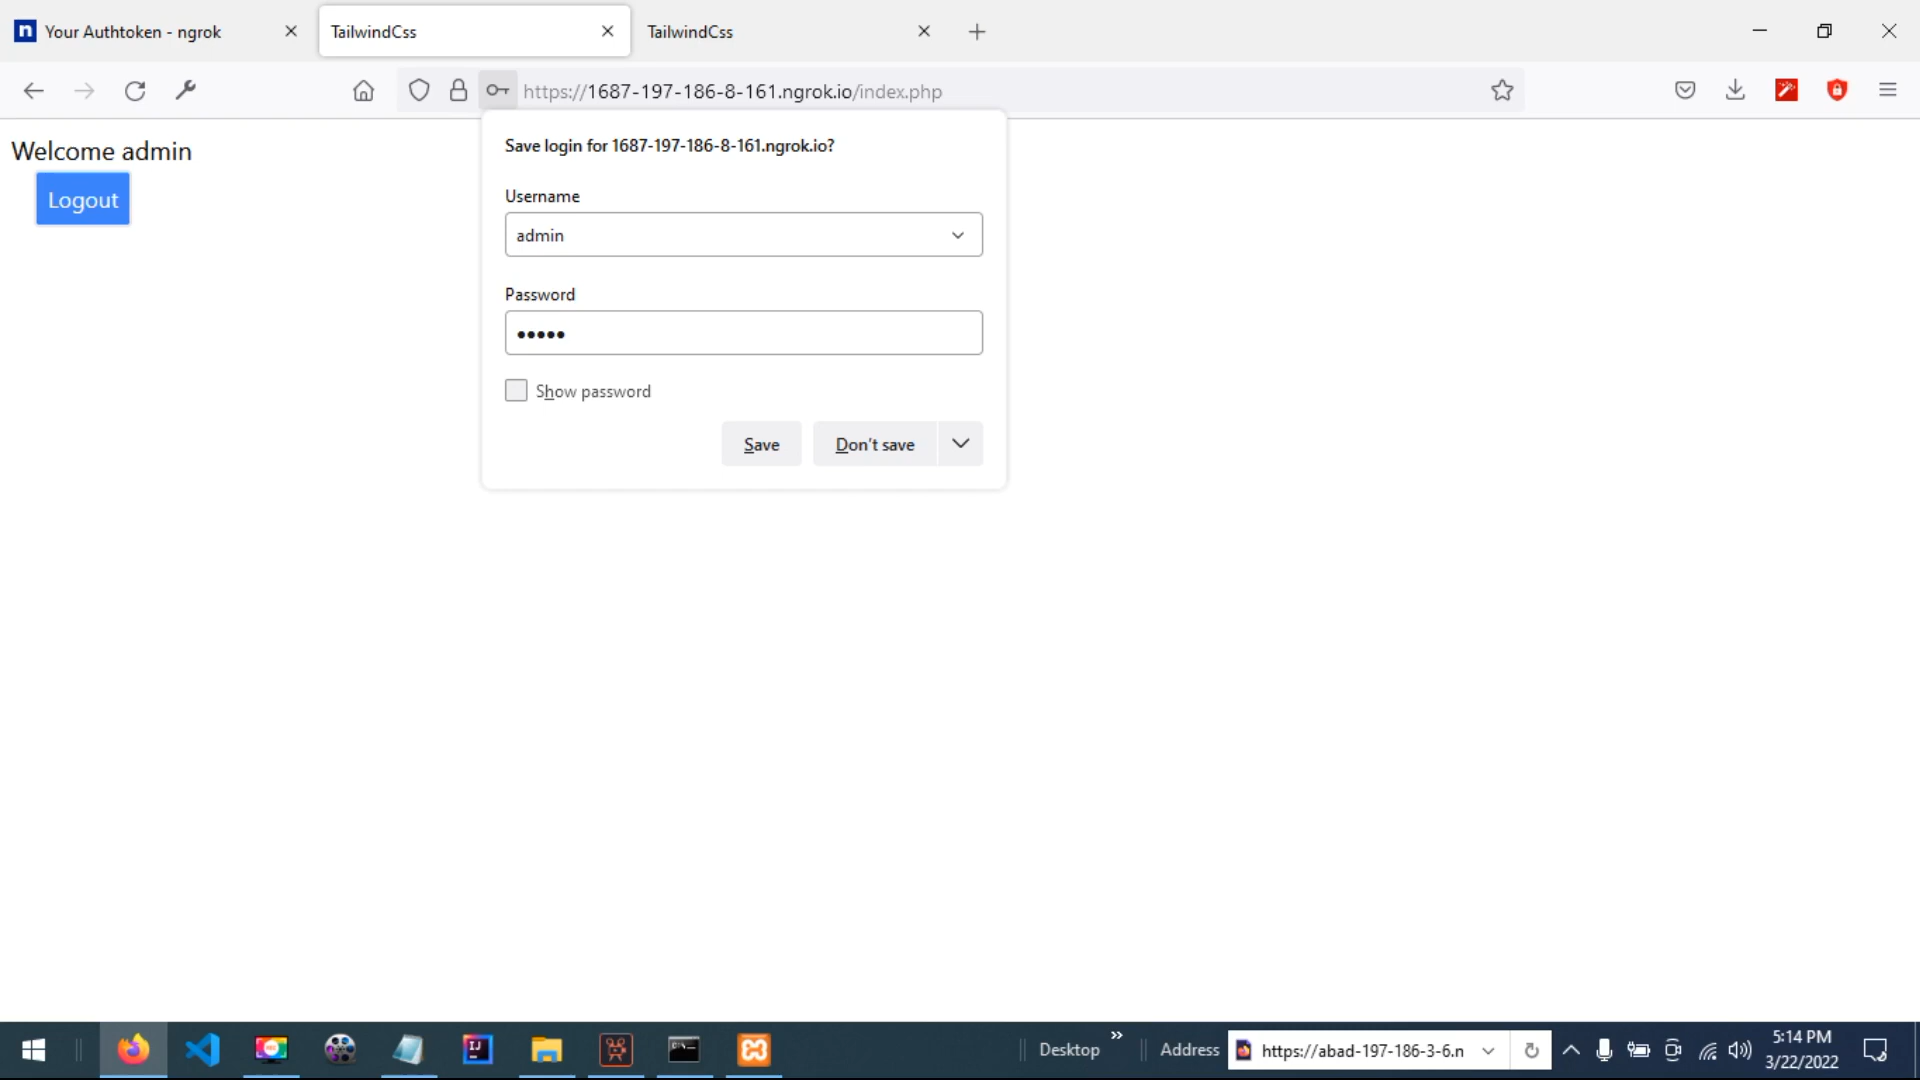 n Your Authtoken - ngrok
TailwindCss
TailwindCss
https://1687-197-186-8-161.ngrok.io/index.php
Welcome admin
Logout
Save login for 1687-197-186-8-161.ngrok.io?
Username
admin
Password
•••••
Show password
Save
Don't save
IJ
Desktop
Address
https://abad-197-186-3-6.n
5:14 PM
3/22/2022